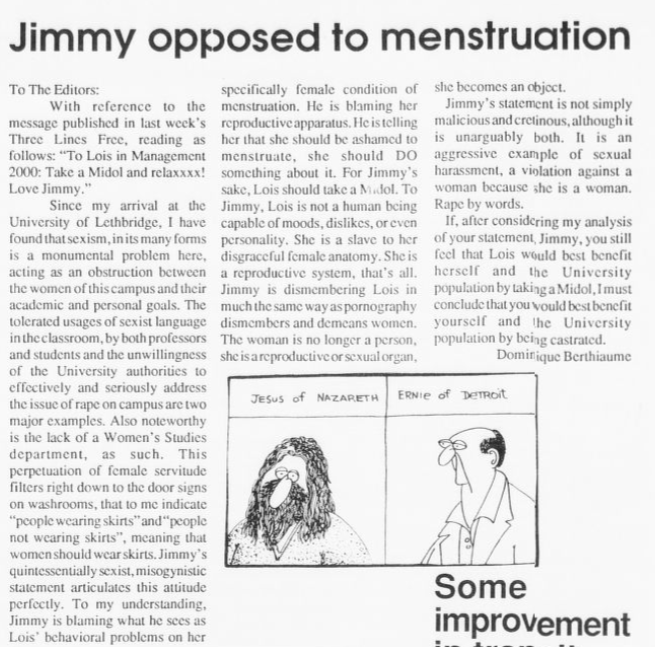 Jimmy opposed to menstruation
To The Editors:
With reference to the
message published in last week's
Three Lines Free, reading as
follows: "To Lois in Management
2000: Take a Midol and relaxxxx!
Love Jimmy."
Since my arrival at the
University of Lethbridge, I have
found that sexism, in its many forms
is a monumental problem here,
acting as an obstruction between
the women of this campus and their
academic and personal goals. The
tolerated usages of sexist language
in the classroom, by both professors
and students and the unwillingness
of the University authorities to
effectively and seriously address
the issue of rape on campus are two
major examples. Also noteworthy
is the lack of a Women's Studies
department, as such. This
perpetuation of female servitude
filters right down to the door signs
on washrooms, that to me indicate
"people wearing skirts" and "people
not wearing skirts", meaning that
women should wear skirts. Jimmy's
quintessentially sexist, misogynistic
statement articulates this attitude
perfectly. To my understanding,
Jimmy is blaming what he sees as
Lois' behavioral problems on her
specifically female condition of
menstruation. He is blaming her
reproductive apparatus. He is telling
her that she should be ashamed to
menstruate, she should DO
something about it. For Jimmy's
sake, Lois should take a Midol. To
Jimmy, Lois is not a human being
capable of moods, dislikes, or even
personality. She is a slave to her
disgraceful female anatomy. She is
a reproductive system, that's all.
Jimmy is dismembering Lois in
much the same way as pornography
dismembers and demeans women.
The woman is no longer a person,
she is a reproductive or sexual organ,
she becomes an object.
Jimmy's statement is not simply
malicious and cretinous, although it
is unarguably both. It is an
aggressive example of sexual
harassment, a violation against a
woman because she is a woman.
Rape by words.
If, after considering my analysis
of your statement, Jimmy, you still
feel that Lois would best benefit
herself and the University
population by taking a Midol, I must
conclude that you would best benefit
yourself and the University
population by being castrated.
Dominique Berthiaume
JESUS of NAZARETH
ERNIE of DETROIT
Some
improvement